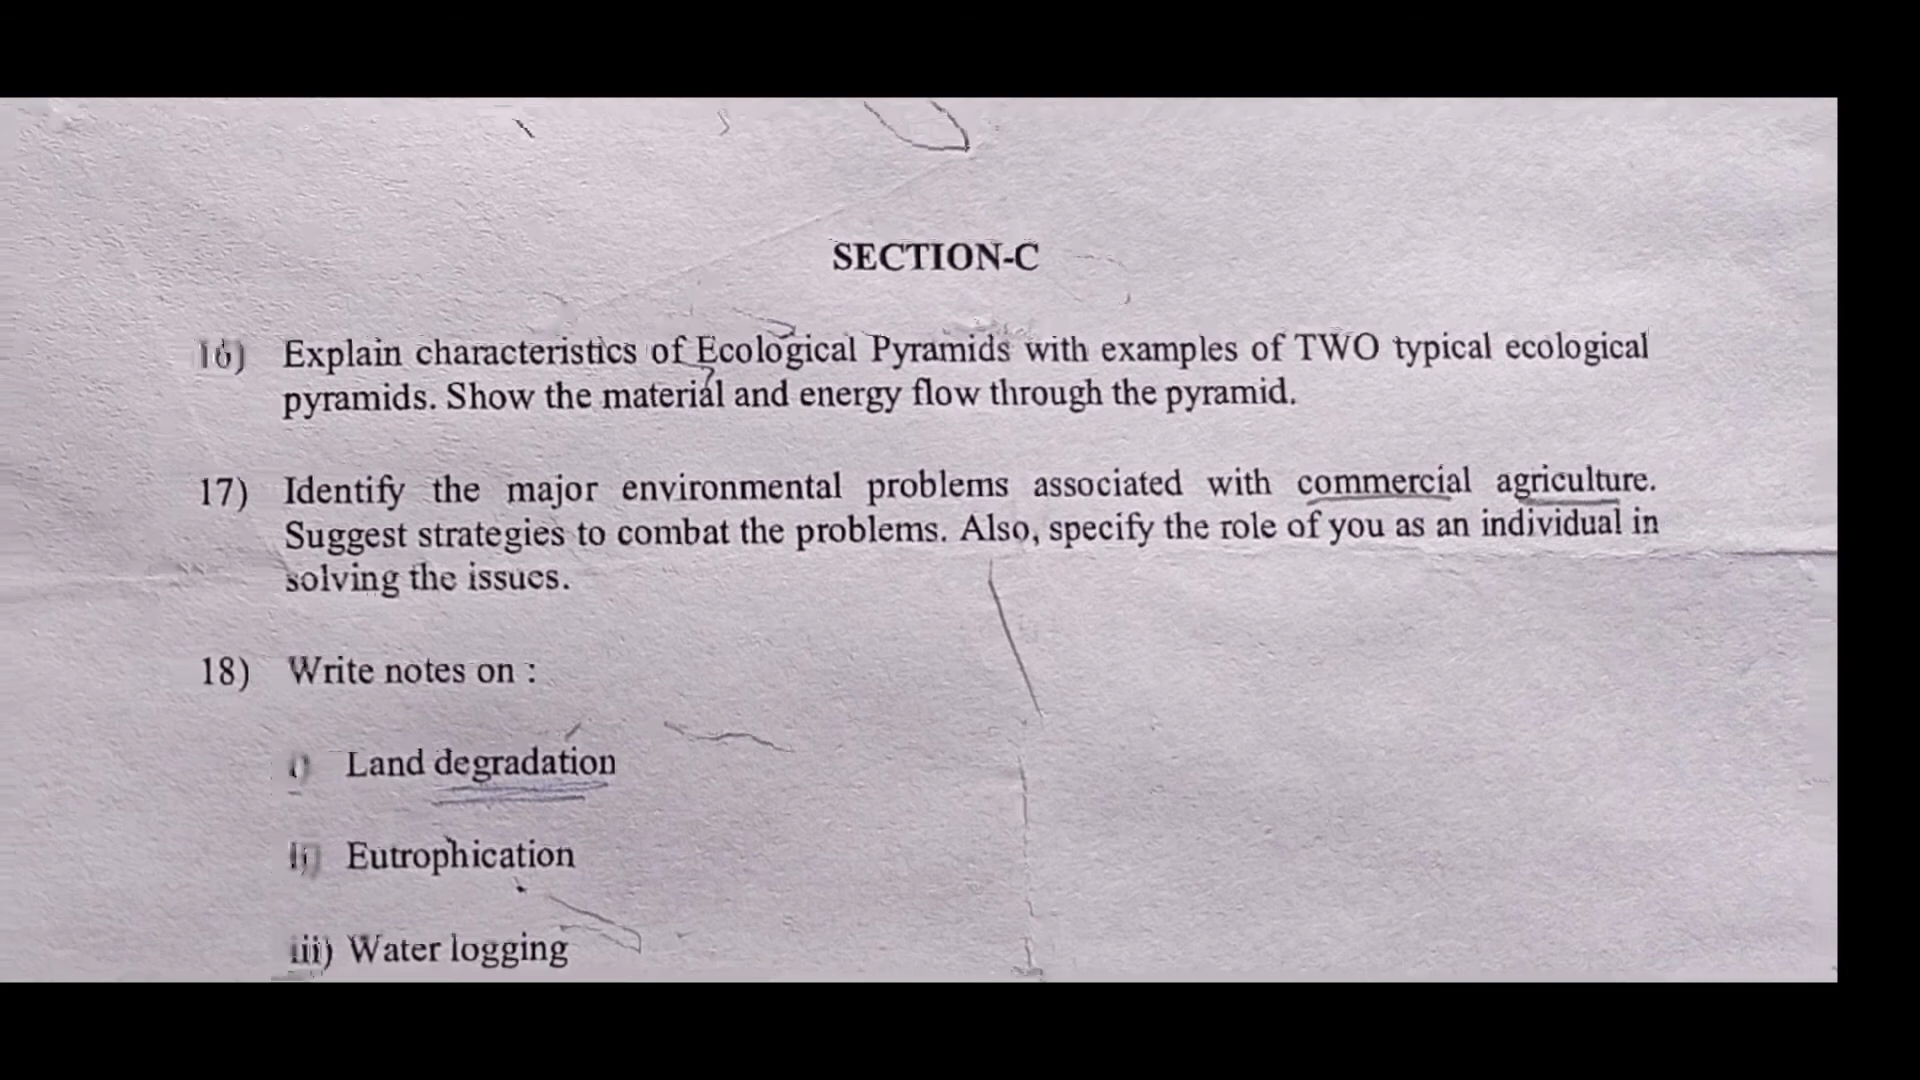 SECTION-C
16) Explain characteristics of Ecological Pyramids with examples of TWO typical ecological
pyramids. Show the material and energy flow through the pyramid.
17) Identify the major environmental problems associated with commercial agriculture.
Suggest strategies to combat the problems. Also, specify the role of you as an individual in
solving the issues.
18) Write notes on :
i) Land degradation
ii) Eutrophication
iii) Water logging